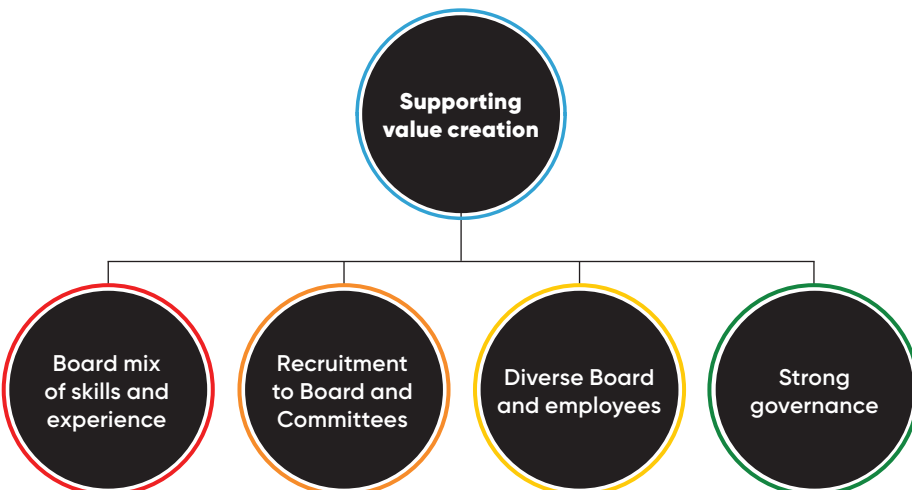 Supporting
value creation
Board mix
of skills and
experience
Recruitment
to Board and
Committees
Diverse Board
and employees
Strong
governance